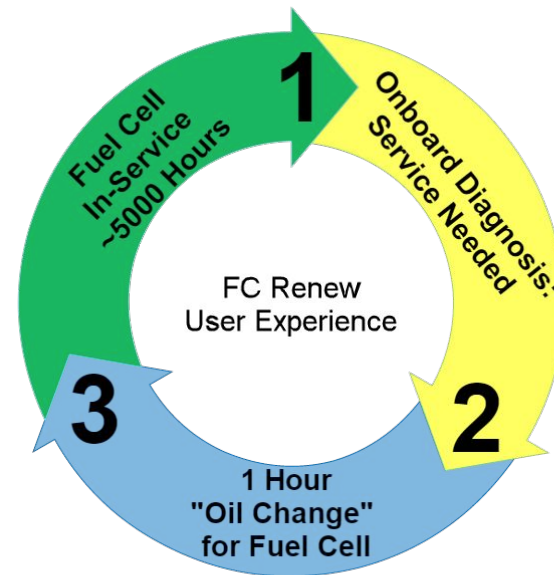 1
Fuel Cell
In-Service
~5000 Hours
Onboard Diagnosis:
Service Needed
2
1 Hour
"Oil Change"
for Fuel Cell
3
FC Renew
User Experience